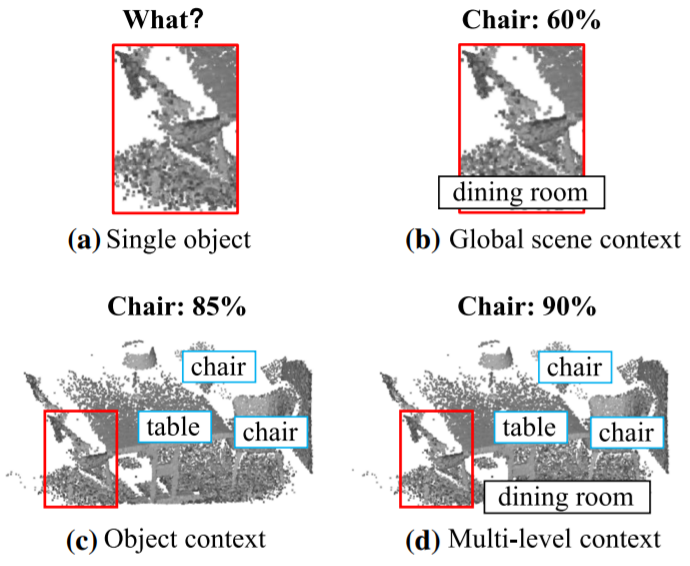 What?
Chair: 60%
dining room
(a) Single object
(b) Global scene context
Chair: 85%
Chair: 90%
chair
table
chair
chair
table
chair
dining room
(c) Object context
(d) Multi-level context